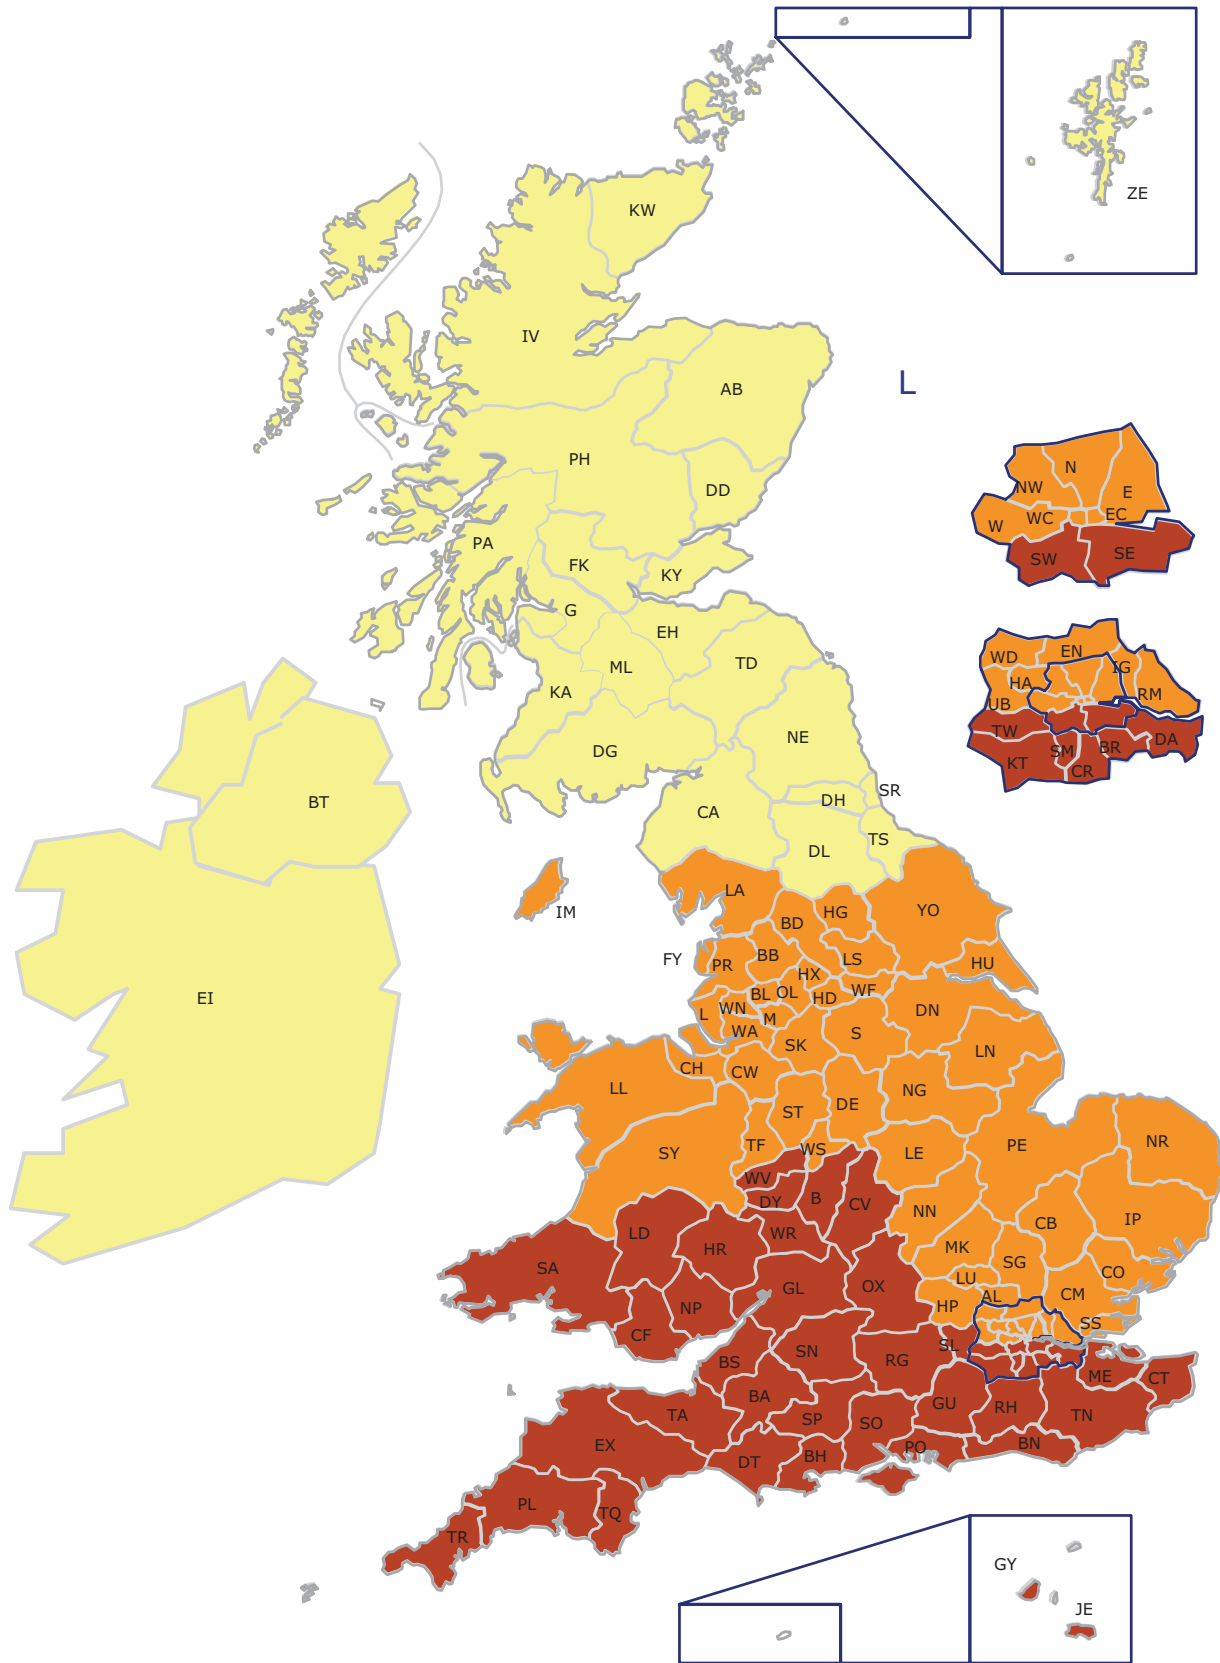 ZE
KW
IV
AB
L
PH
DD
PA
FK
KY
G
EH
ML
TD
KA
DG
NE
BT
CA
DH
SR
DL
TS
N
NW
E
W
WC
EC
SW
SE
WD
EN
IG
HA
RM
UB
TW
SM
BR
DA
KT
CR
IM
LA
BD
HG
YO
FY
PR
BB
LS
HU
HX
EI
L
WN
BL
OL
HD
WF
DN
WA
M
SK
S
LN
LL
CH
CW
NG
ST
DE
SY
TF
WS
LE
PE
NR
WV
DY
B
CV
NN
CB
IP
LD
HR
WR
MK
SG
SA
NP
GL
OX
LU
CO
HP
AL
CM
CF
SS
BS
SN
RG
SL
ME
CT
BA
TA
SP
SO
GU
RH
TN
EX
DT
BH
PO
BN
PL
TQ
TR
GY
JE